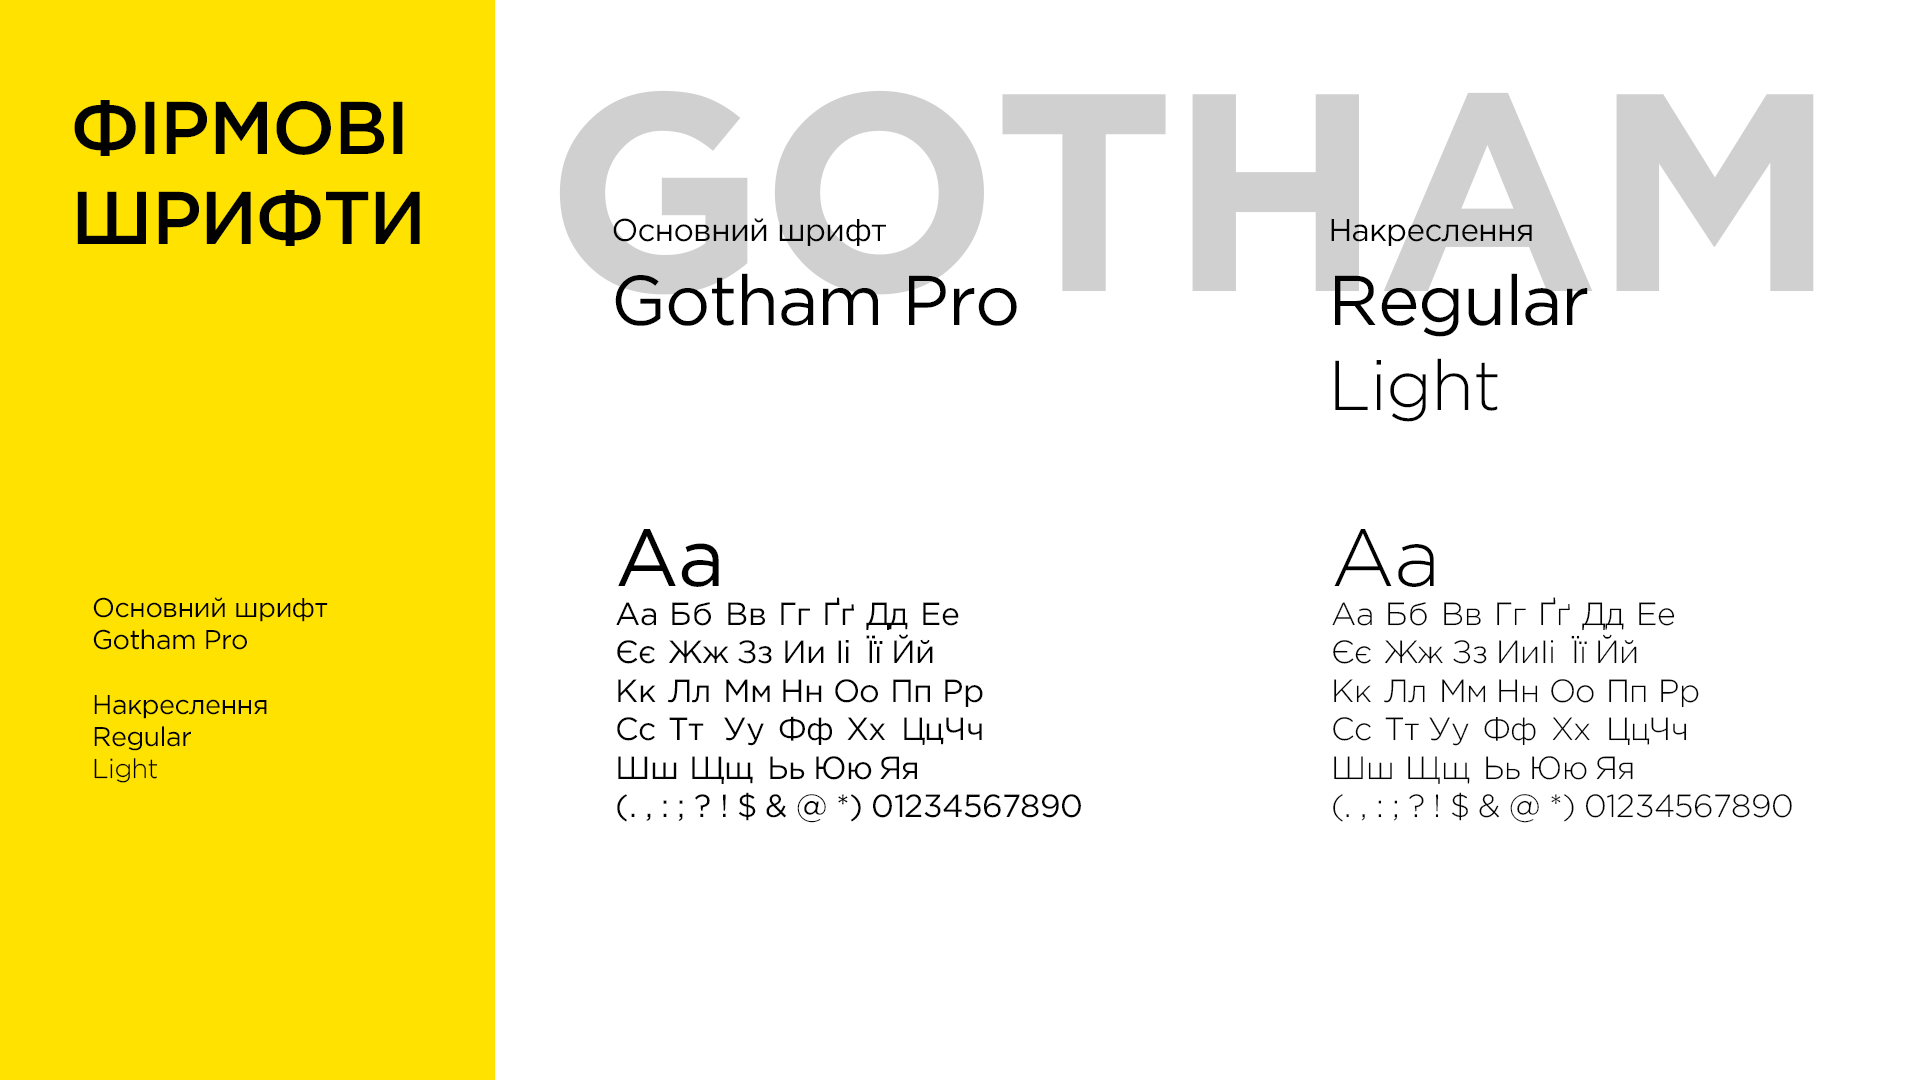 ФІРМОВІ
ШРИФТИ
Основний шрифт
Gotham Pro
Накреслення
Regular
Light
GOTHAM
Основний шрифт
Gotham Pro
Накреслення
Regular
Light
Аа
Аа Бб Вв Гг Ґґ Дд Ее
Єє Жж Зз Ии Іі Її Йй
Кк Лл Мм Нн Оо Пп Рр
Сс Тт Уу Фф Хх ЦцЧч
Шш Щщ Ьь Юю Яя
(. , : ; ? ! $ & @ *) 01234567890
Аа
Аа Бб Вв Гг Ґґ Дд Ее
Єє Жж Зз ИиІі Її Йй
Кк Лл Мм Нн Оо Пп Рр
Сс Тт Уу Фф Хх ЦцЧч
Шш Щщ Ьь Юю Яя
(. , : ; ? ! $ & @ *) 01234567890